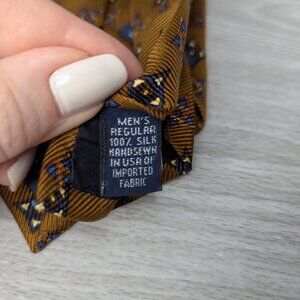 MEN'S
REGULAR
100% SILK
HANDSEWN
IN USA OF
IMPORTED
FABRIC